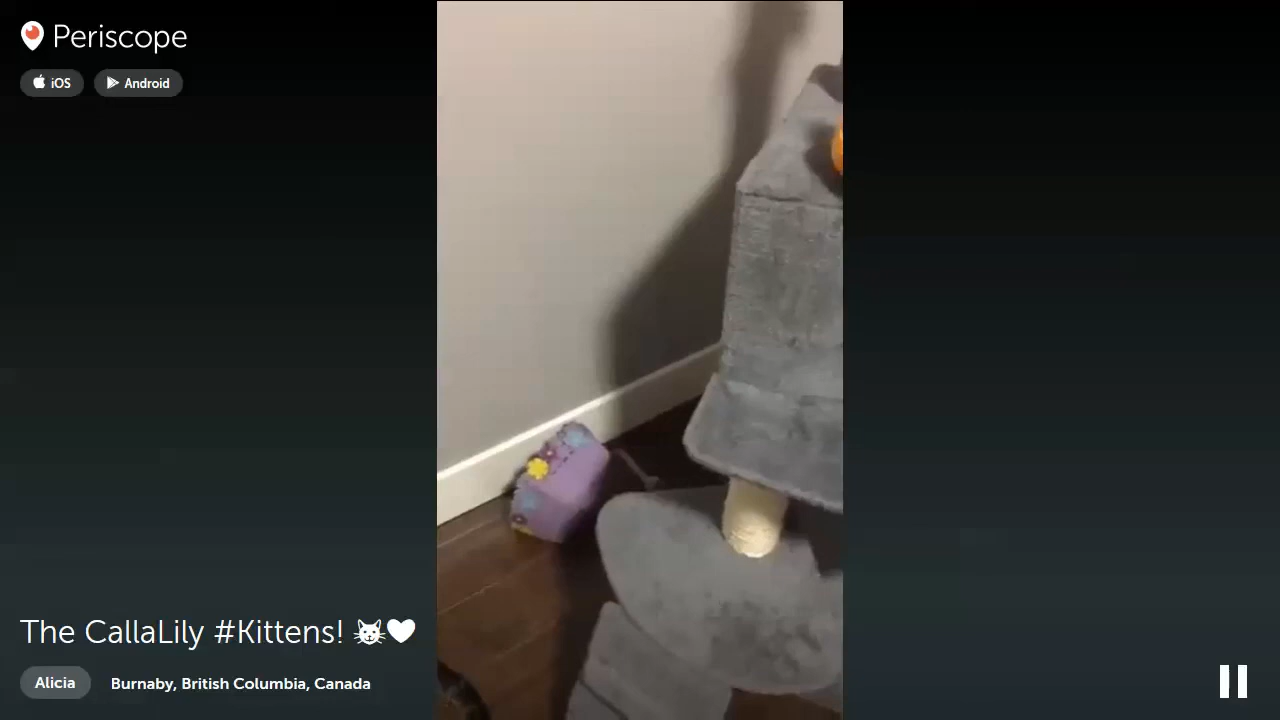 Periscope
iOS
Android
The CallaLily #Kittens! 😺❤
Alicia
Burnaby, British Columbia, Canada